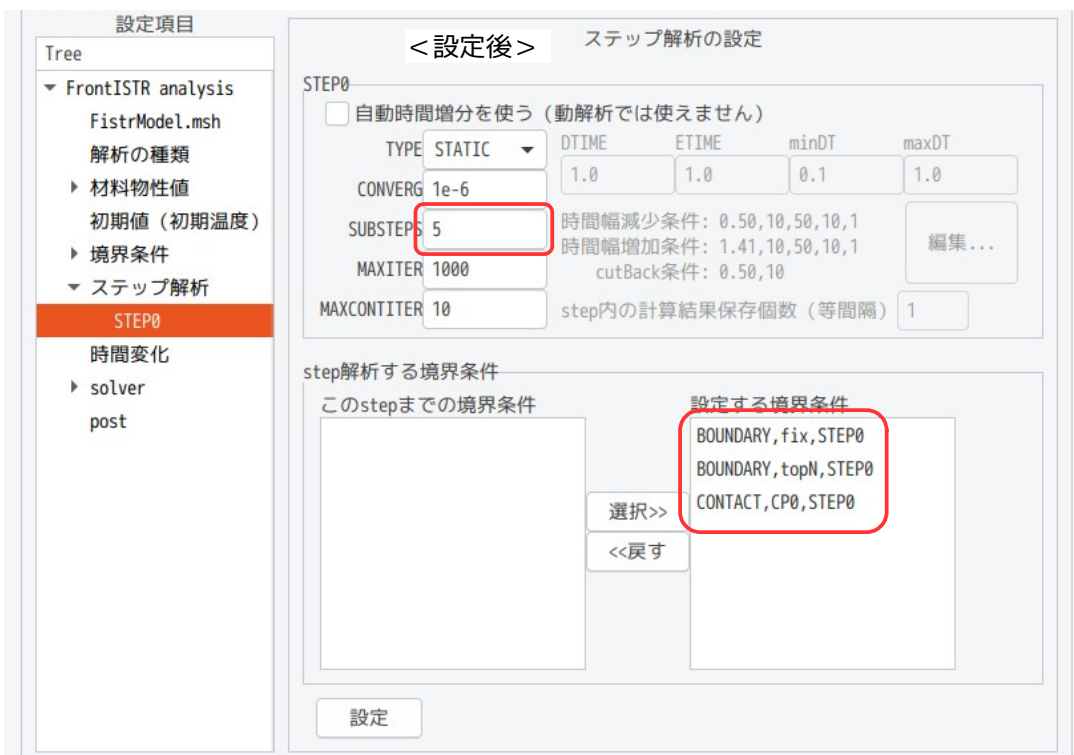 設定項目
Tree
FrontISTR analysis
FistrModel.msh
解析の種類
材料物性値
初期値（初期温度）
境界条件
ステップ解析
STEP0
時間変化
solver
post
＜設定後＞
ステップ解析の設定
STEP0
自動時間増分を使う（動解析では使えません）
TYPE STATIC
DTIME ETIME minDT maxDT
1.0 1.0 0.1 1.0
CONVERG 1e-6
SUBSTEPS 5
時間幅減少条件: 0.50,10,50,10,1
時間幅増加条件: 1.41,10,50,10,1
cutBack条件: 0.50,10
編集...
MAXITER 1000
MAXCONTITER 10
step内の計算結果保存個数（等間隔） 1
step解析する境界条件
このstepまでの境界条件
設定する境界条件
BOUNDARY,fix,STEP0
BOUNDARY,topN,STEP0
CONTACT,CP0,STEP0
選択>>
<<戻す
設定